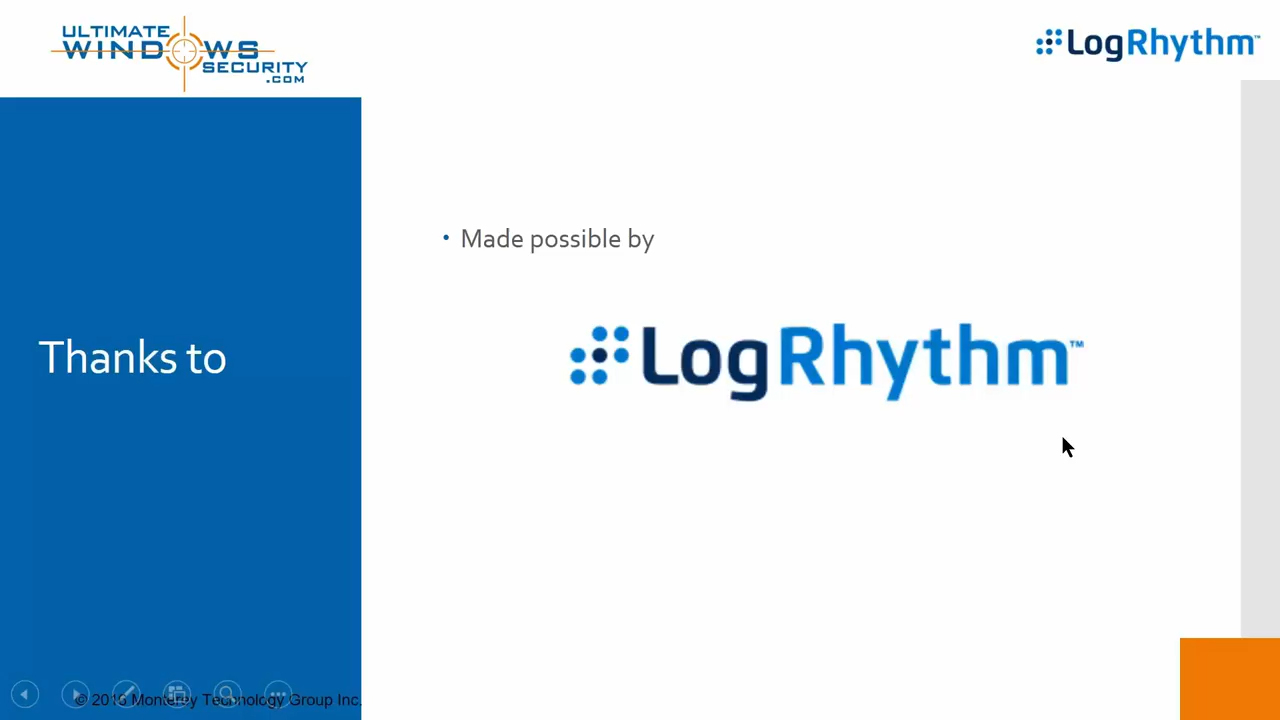 ULTIMATE
WINDOWS
SECURITY
.COM
LogRhythm™
• Made possible by
Thanks to
LogRhythm™
© 2016 Monterey Technology Group Inc.